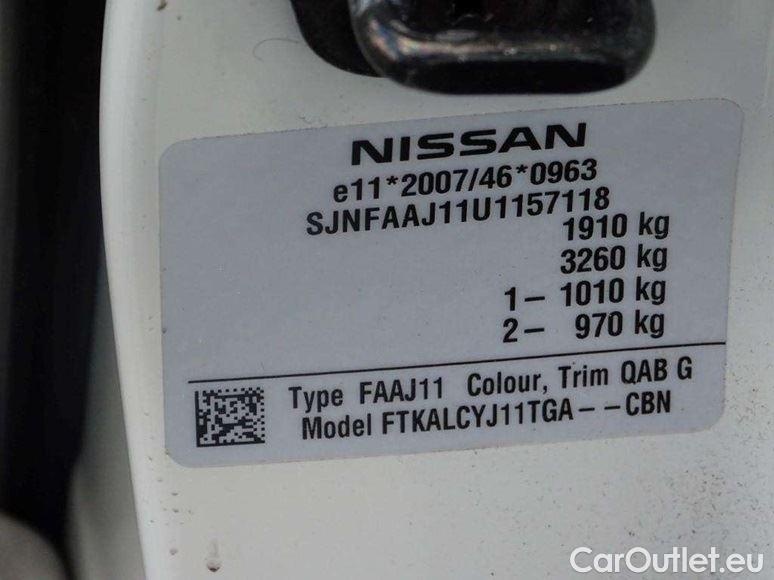 NISSAN
e11*2007/46*0963
SJNFAAJ11U1157118
1910 kg
3260 kg
1– 1010 kg
2– 970 kg
Type FAAJ11 Colour, Trim QAB G
Model FTKALCYJ11TGA– –CBN
CarOutlet.eu